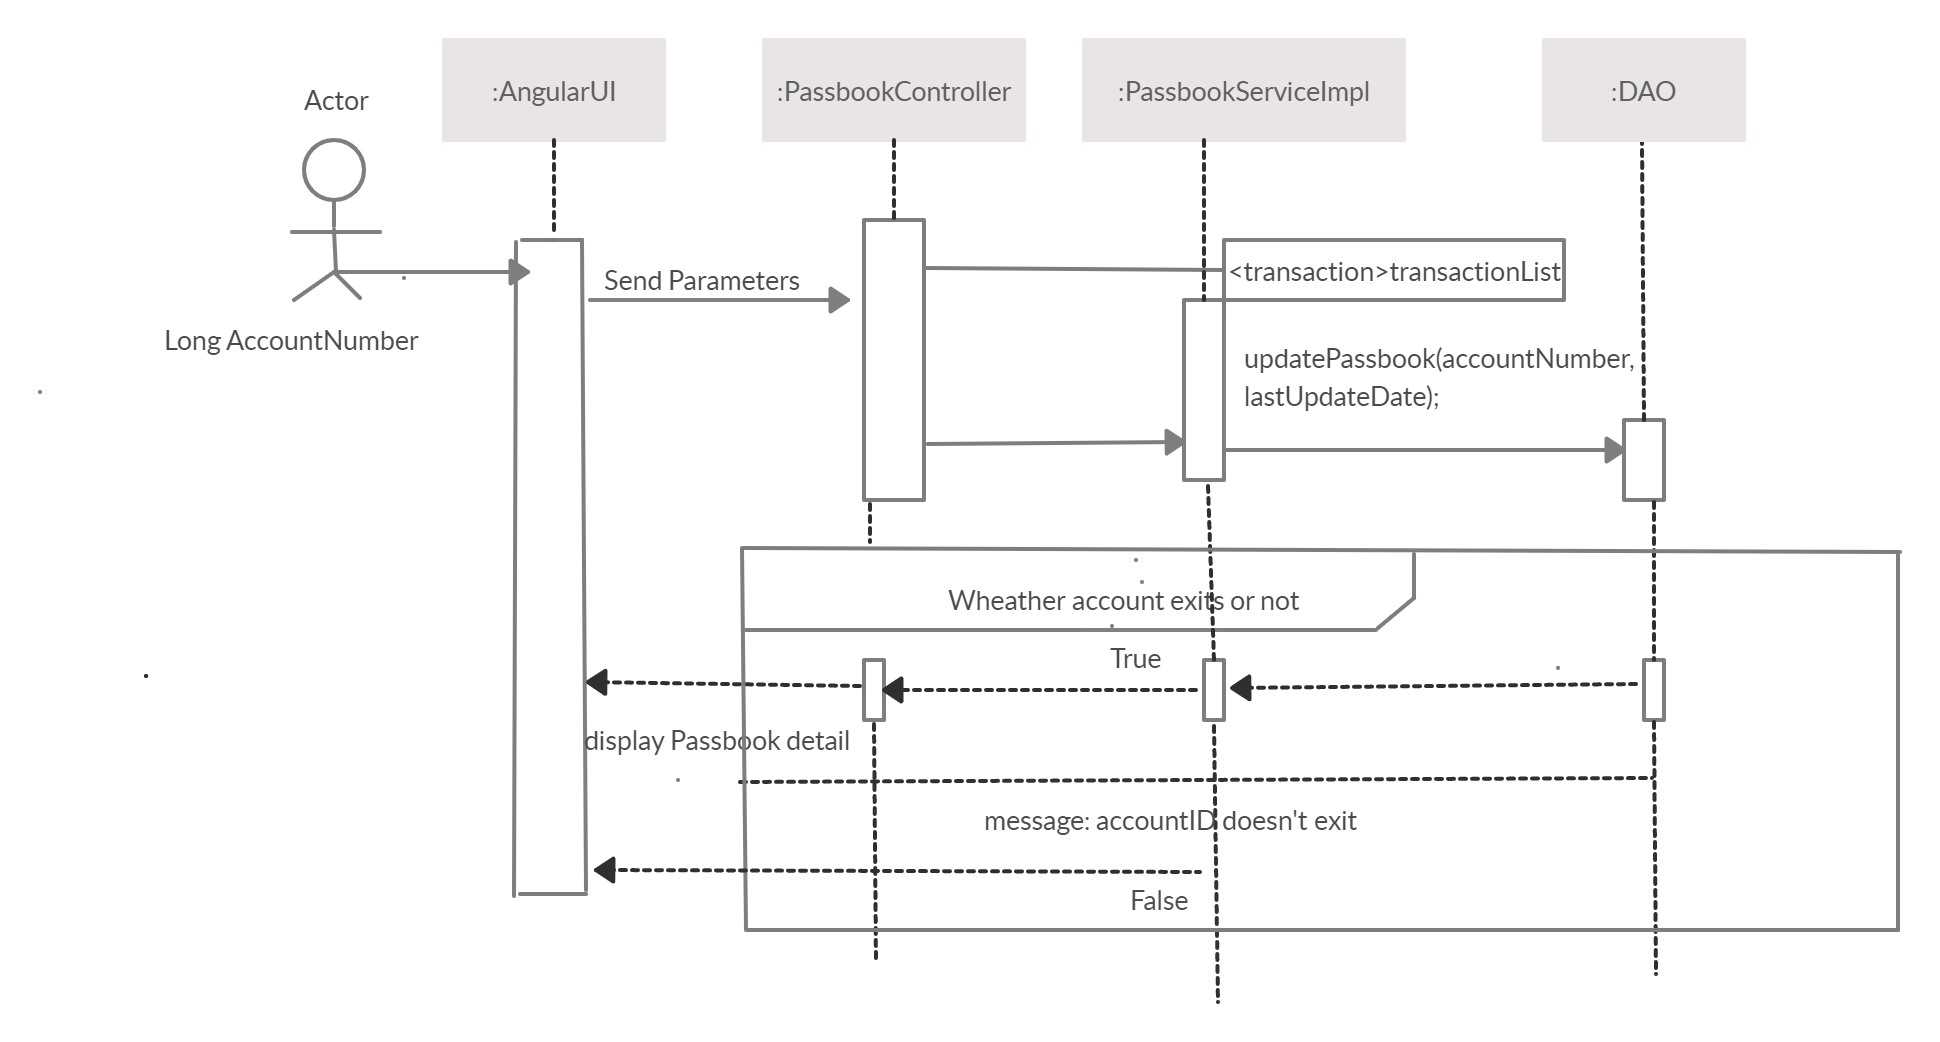 Actor
:AngularUI
:PassbookController
:PassbookServiceImpl
:DAO
Send Parameters
<transaction>transactionList
Long AccountNumber
updatePassbook(accountNumber,
lastUpdateDate);
Wheather account exits or not
True
display Passbook detail
message: accountID doesn't exit
False